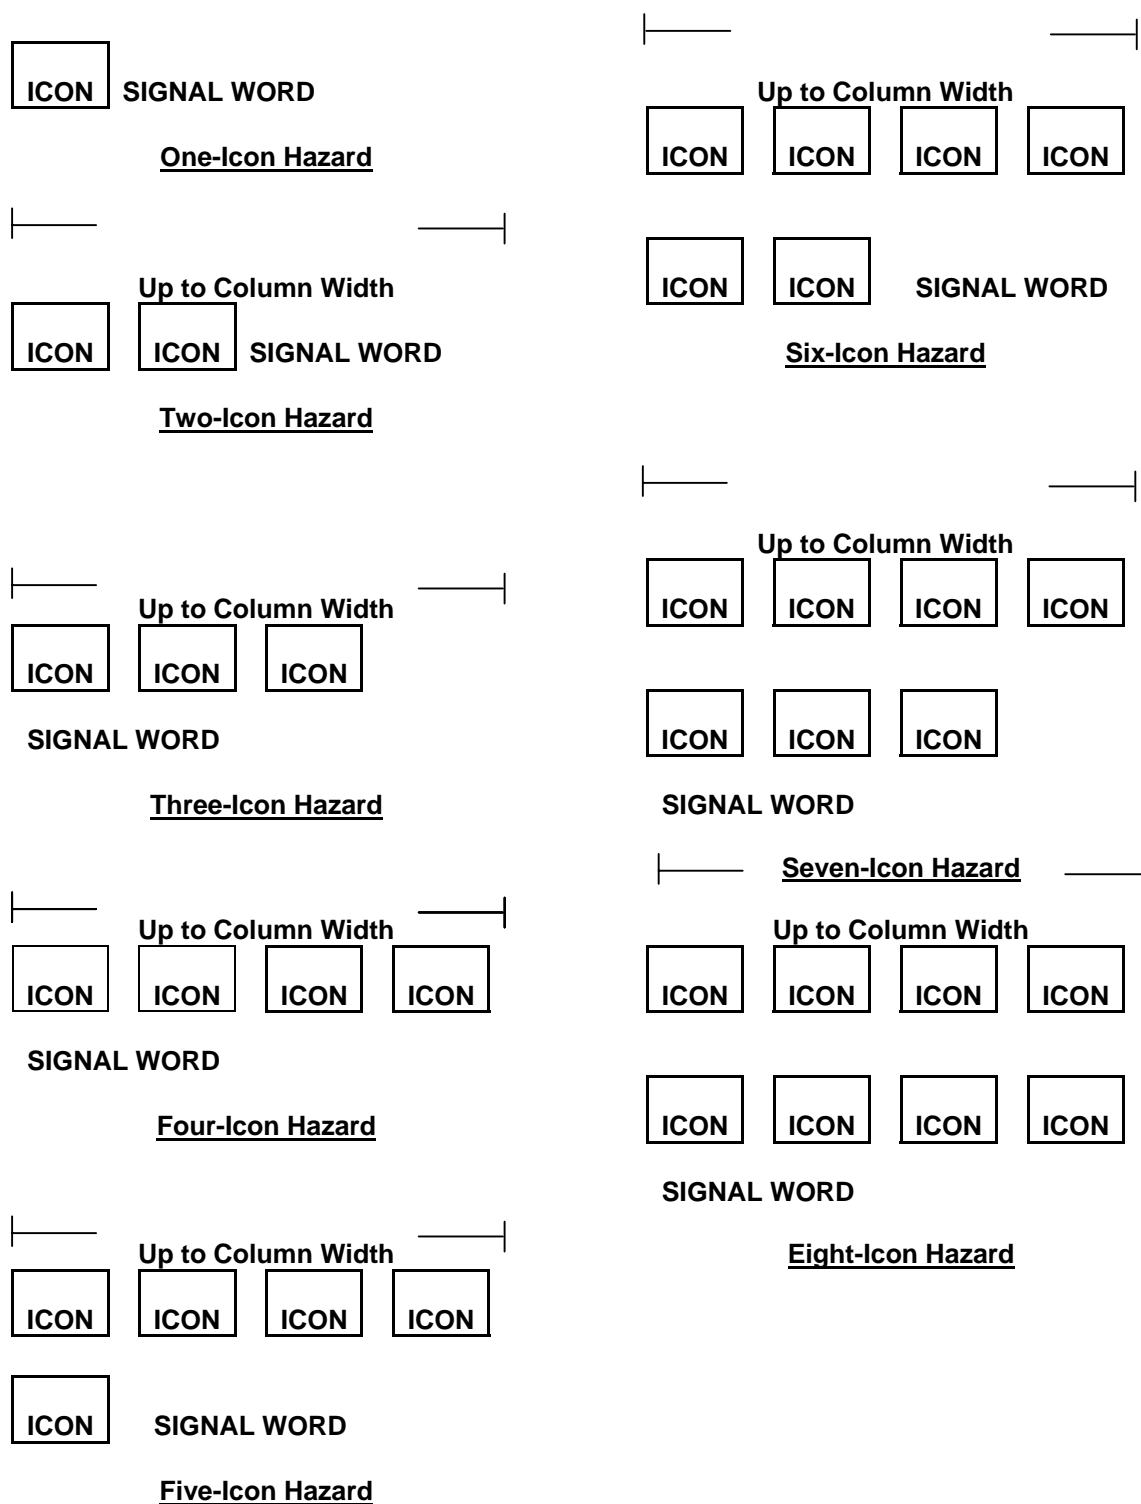 ICON SIGNAL WORD
One-Icon Hazard
Up to Column Width
ICON ICON SIGNAL WORD
Two-Icon Hazard
Up to Column Width
ICON ICON ICON
SIGNAL WORD
Three-Icon Hazard
Up to Column Width
ICON ICON ICON ICON
SIGNAL WORD
Four-Icon Hazard
Up to Column Width
ICON ICON ICON ICON
ICON SIGNAL WORD
Five-Icon Hazard
Up to Column Width
ICON ICON ICON ICON
ICON ICON SIGNAL WORD
Six-Icon Hazard
Up to Column Width
ICON ICON ICON ICON
ICON ICON ICON
SIGNAL WORD
Seven-Icon Hazard
Up to Column Width
ICON ICON ICON ICON
ICON ICON ICON ICON
SIGNAL WORD
Eight-Icon Hazard